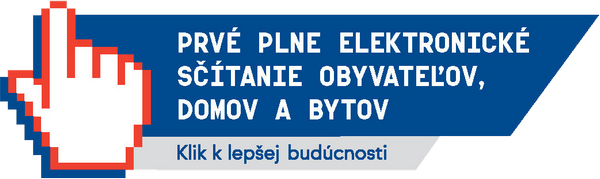 PRVÉ PLNE ELEKTRONICKÉ
SČÍTANIE OBYVATEĽOV,
DOMOV A BYTOV
Klik k lepšej budúcnosti